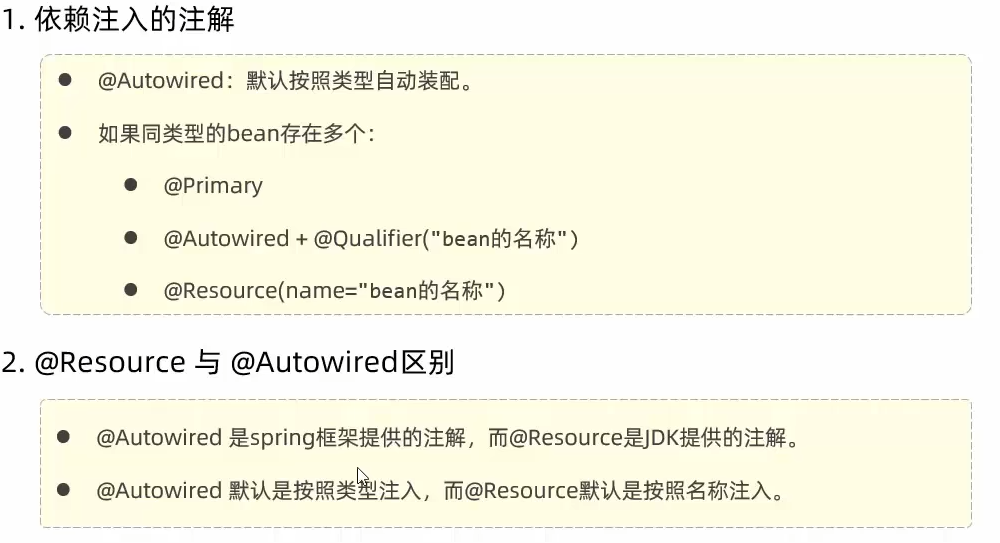 1. 依赖注入的注解
@Autowired：默认按照类型自动装配。
如果同类型的bean存在多个：
@Primary
@Autowired + @Qualifier("bean的名称")
@Resource(name="bean的名称")
2. @Resource 与 @Autowired区别
@Autowired 是spring框架提供的注解，而@Resource是JDK提供的注解。
@Autowired 默认是按照类型注入，而@Resource默认是按照名称注入。